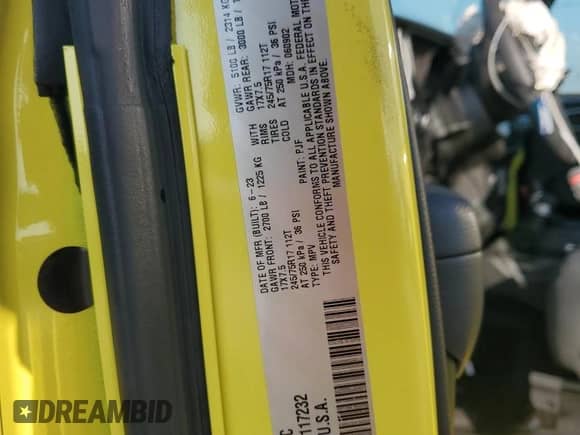 GVWR: 5100 LB / 2314 KG
DATE OF MFR (BUILT): 6-23
GAWR FRONT: 2700 LB / 1225 KG WITH GAWR REAR: 3000 LB /
17X7.5 RIMS 17X7.5
245/75R17 112T TIRES 245/75R17 112T
AT 250 kPa / 36 PSI COLD AT 250 kPa / 36 PSI
TYPE: MPV PAINT: PJF MDH: 060902
THIS VEHICLE CONFORMS TO ALL APPLICABLE U.S.A. FEDERAL MOTOR
SAFETY AND THEFT PREVENTION STANDARDS IN EFFECT ON THE
MANUFACTURE SHOWN ABOVE.
117232
U.S.A.
DREAMBID